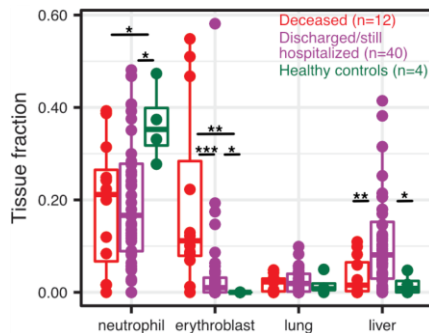 Deceased (n=12)
Discharged/still
hospitalized (n=40)
Healthy controls (n=4)
Tissue fraction
0.60
0.40
0.20
0.00
*
*
**
***
*
**
*
neutrophil erythroblast lung liver